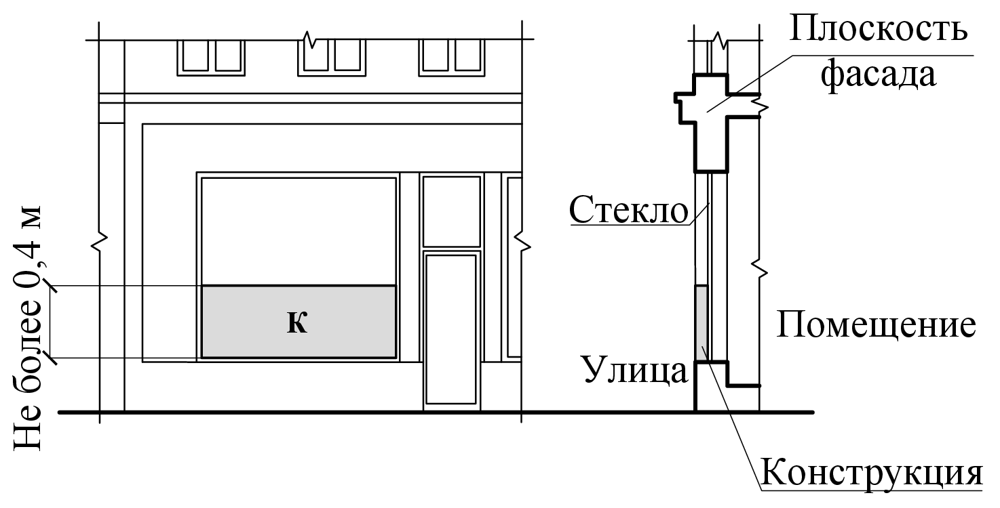 Плоскость
фасада
Стекло
Не более 0,4 м
К
Помещение
Улица
Конструкция